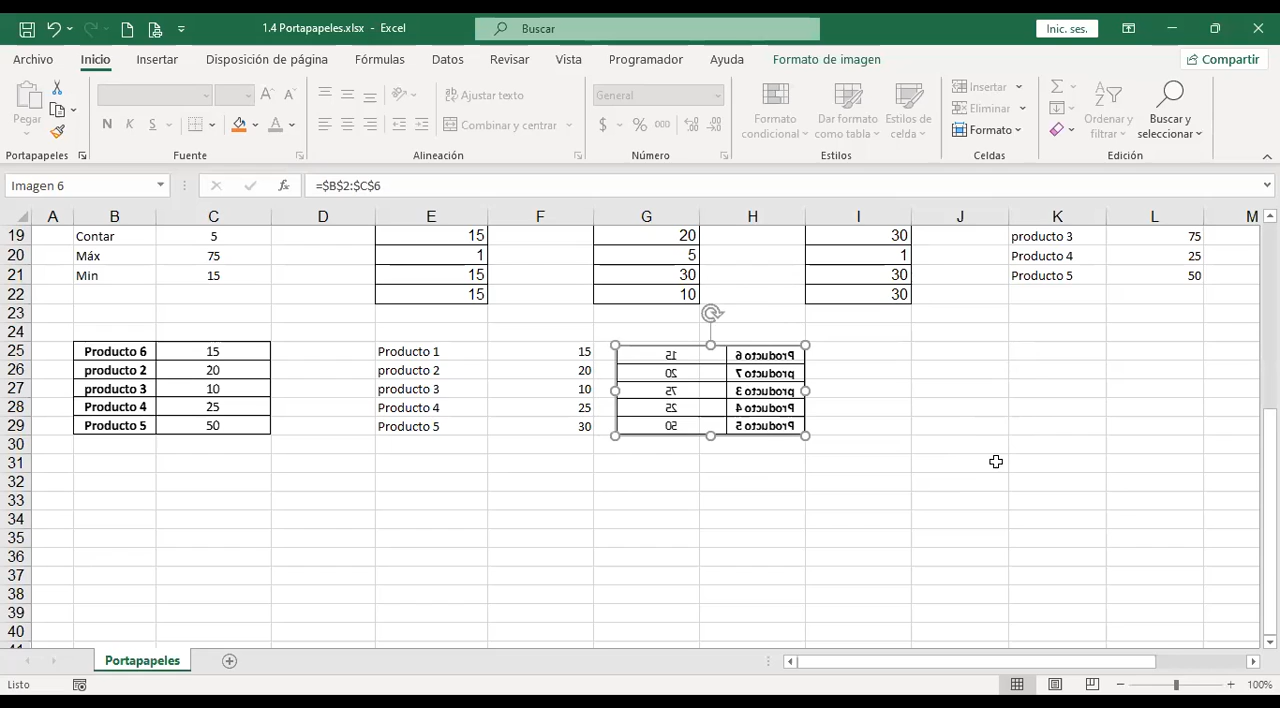 1.4 Portapapeles.xlsx - Excel
Buscar
Inic. ses.
Archivo Inicio Insertar Disposición de página Fórmulas Datos Revisar Vista Programador Ayuda Formato de imagen Compartir
Pegar
N K S
A A
Ajustar texto
Combinar y centrar
General
$ % 000
Formato condicional
Dar formato como tabla
Estilos de celda
Insertar
Eliminar
Formato
Ordenar y filtrar
Buscar y seleccionar
Portapapeles Fuente Alineación Número Estilos Celdas Edición
Imagen 6 fx =$B$2:$C$6
A B C D E F G H I J K L M
19 Contar 5 15 20 30 producto 3 75
20 Máx 75 1 5 1 Producto 4 25
21 Min 15 15 30 30 Producto 5 50
22 15 10 30
23
24
25 Producto 6 15 Producto 1 15 15 Producto 6
26 producto 2 20 producto 2 20 20 producto 7
27 producto 3 10 producto 3 10 75 producto 3
28 Producto 4 25 Producto 4 25 25 Producto 4
29 Producto 5 50 Producto 5 30 50 Producto 5
30
31
32
33
34
35
36
37
38
39
40
Portapapeles
Listo 100%